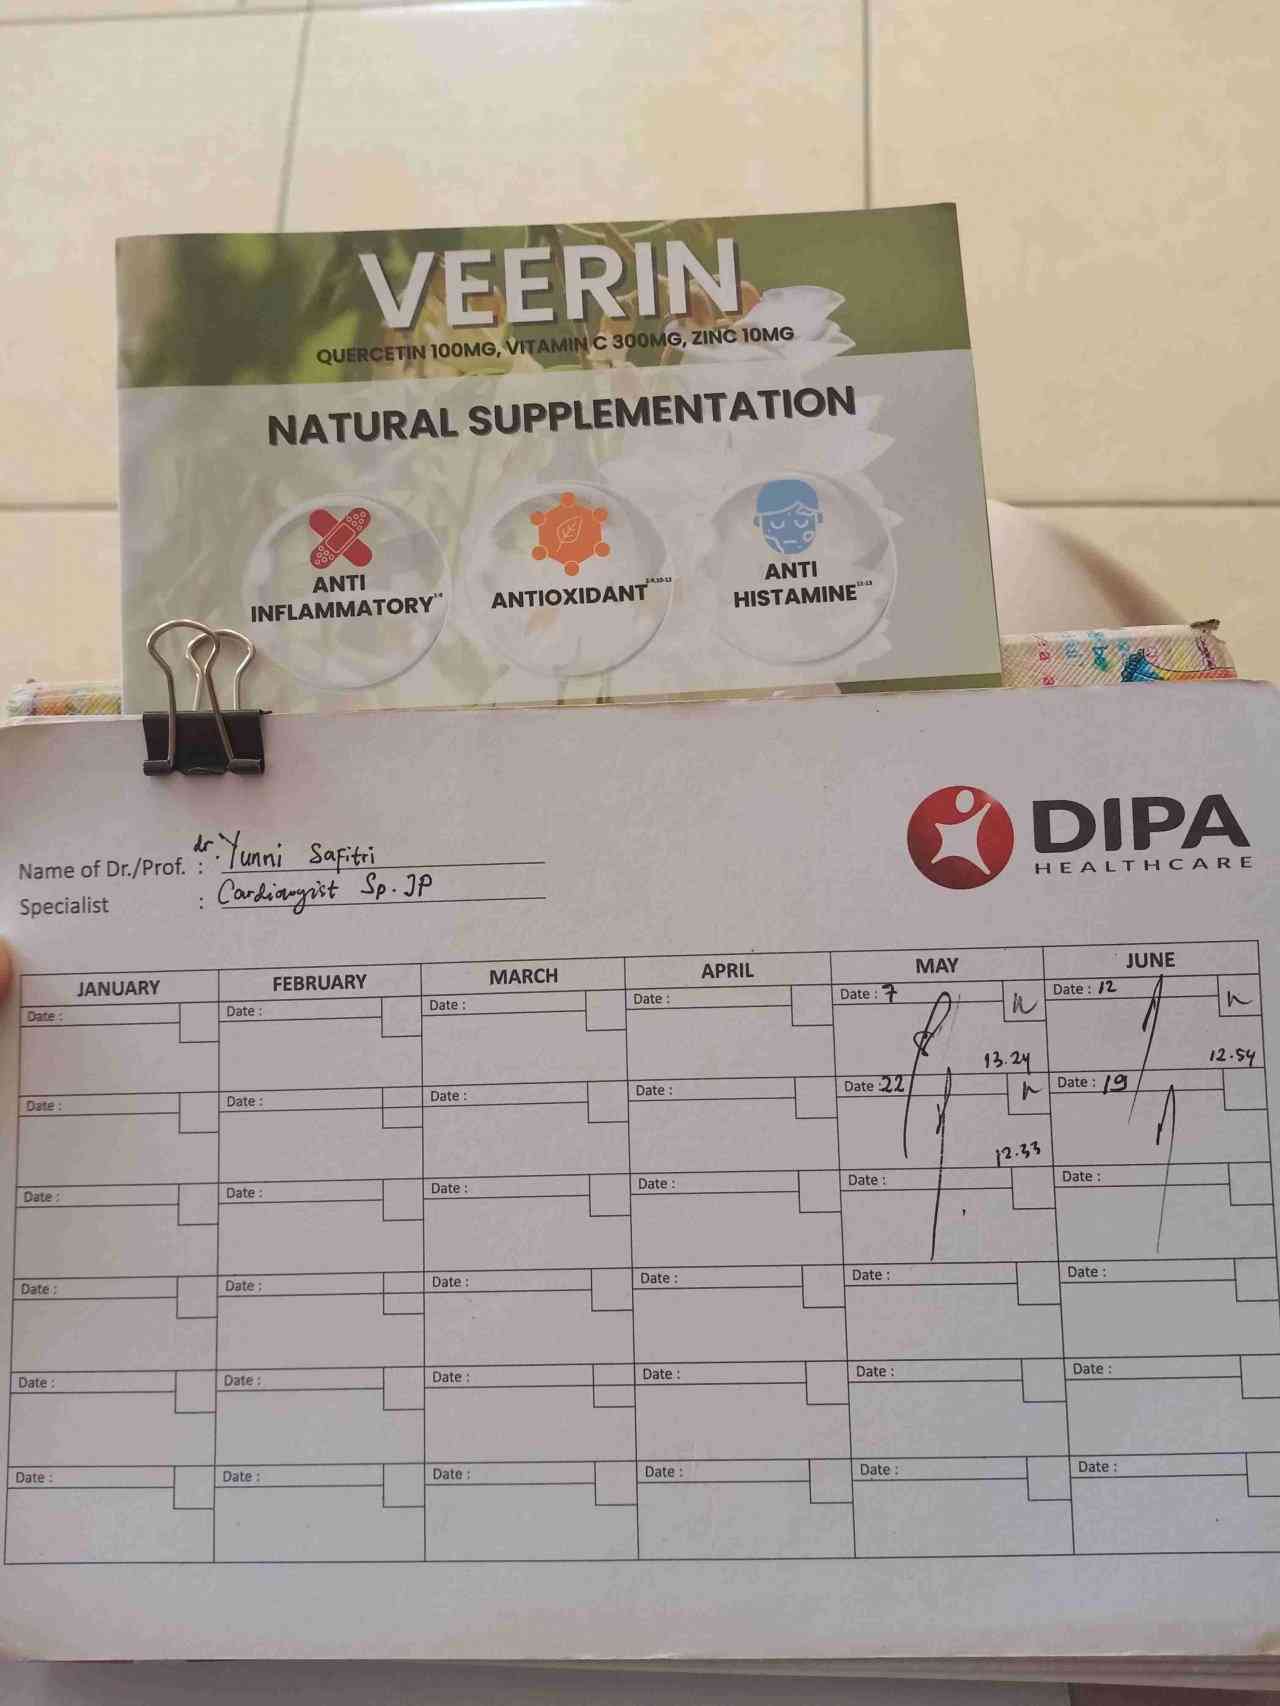 VEERIN
QUERCETIN 100MG, VITAMIN C 300MG, ZINC 10MG
NATURAL SUPPLEMENTATION
ANTI
INFLAMMATORY
ANTIOXIDANT
ANTI
HISTAMINE
DIPA
HEALTHCARE
Name of Dr./Prof. : dr. Yunni Safitri
Specialist : Cardiologist Sp. JP
JANUARY FEBRUARY MARCH APRIL MAY JUNE
Date : Date : Date : Date : Date : 7 Date : 12
13.24 12.54
Date : Date : Date : Date : Date : 22 Date : 19
12.33
Date : Date : Date : Date : Date : Date :
Date : Date : Date : Date : Date : Date :
Date : Date : Date : Date : Date : Date :
Date : Date : Date : Date : Date : Date :